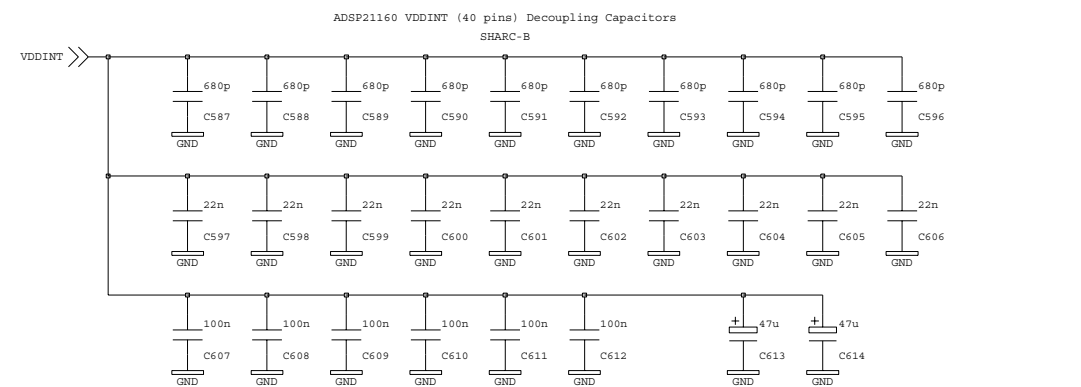 ADSP21160 VDDINT (40 pins) Decoupling Capacitors
SHARC-B
VDDINT
680p 680p 680p 680p 680p 680p 680p 680p 680p 680p
C587 C588 C589 C590 C591 C592 C593 C594 C595 C596
GND GND GND GND GND GND GND GND GND GND
22n 22n 22n 22n 22n 22n 22n 22n 22n 22n
C597 C598 C599 C600 C601 C602 C603 C604 C605 C606
GND GND GND GND GND GND GND GND GND GND
100n 100n 100n 100n 100n 100n + 47u + 47u
C607 C608 C609 C610 C611 C612 C613 C614
GND GND GND GND GND GND GND GND